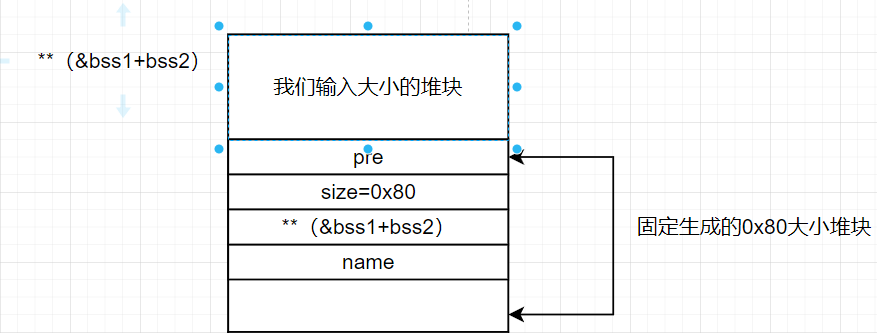 **（&bss1+bss2）
我们输入大小的堆块
pre
size=0x80
**（&bss1+bss2）
name
固定生成的0x80大小堆块